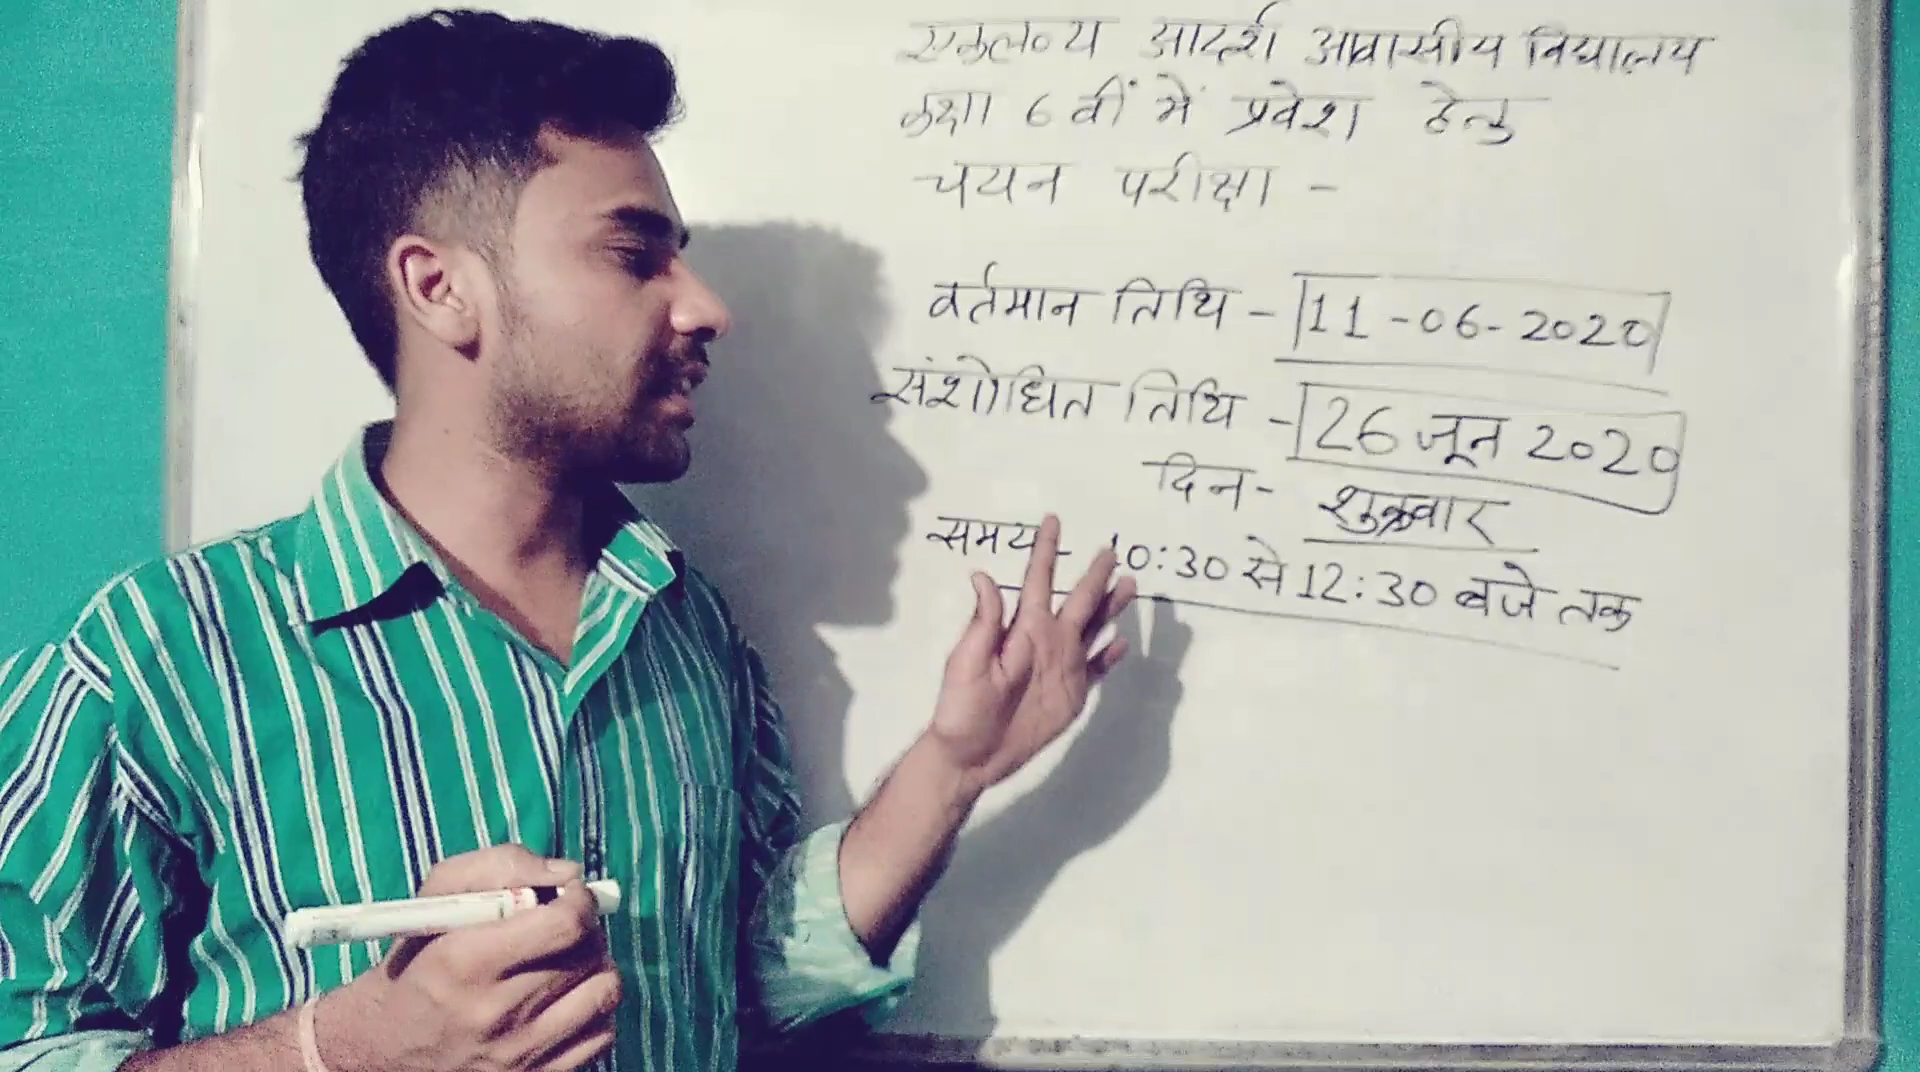 एकलव्य आदर्श आवासीय विद्यालय
कक्षा 6 वीं में प्रवेश हेतु
चयन परीक्षा -
वर्तमान तिथि - 11-06-2020
संशोधित तिथि - 26 जून 2020
दिन- शुक्रवार
समय - 10:30 से 12:30 बजे तक